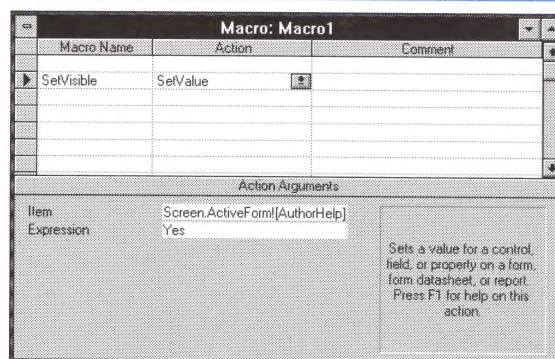 Macro: Macro1
Macro Name Action Comment
SetVisible SetValue
Action Arguments
Item Screen.ActiveForm![AuthorHelp]
Expression Yes
Sets a value for a control,
field, or property on a form,
form datasheet, or report.
Press F1 for help on this
action.